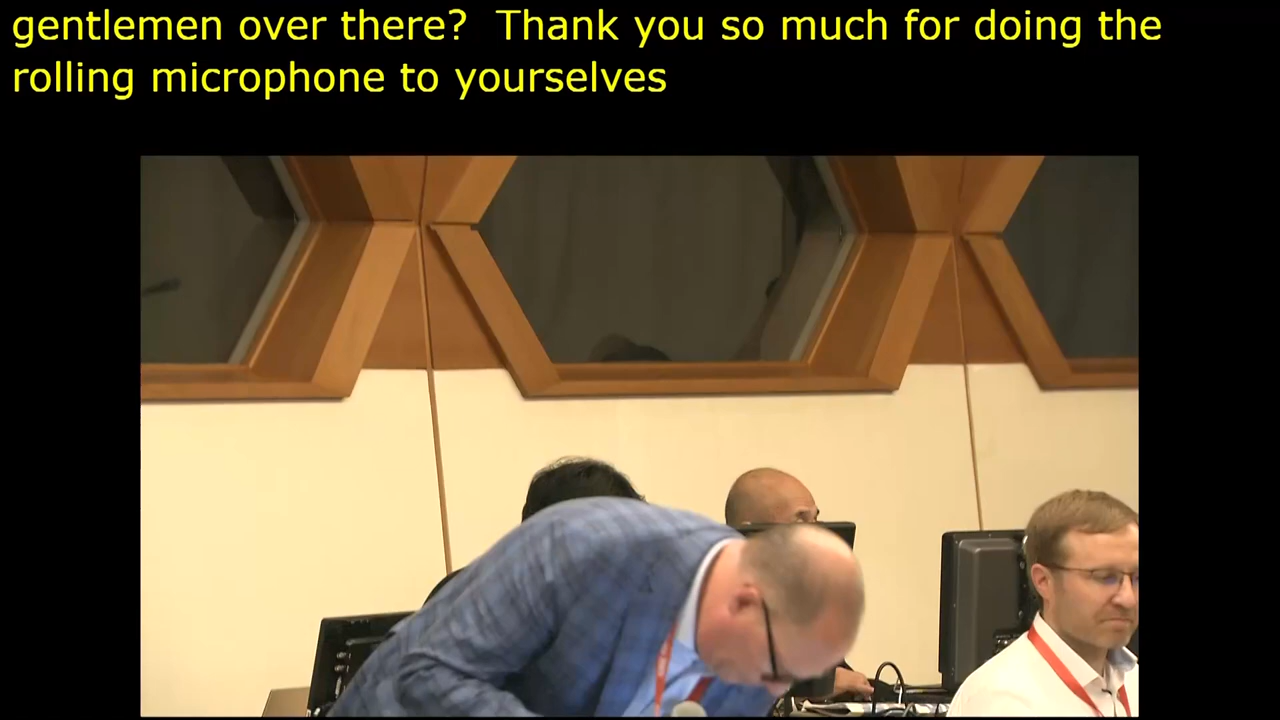 gentlemen over there?  Thank you so much for doing the
rolling microphone to yourselves